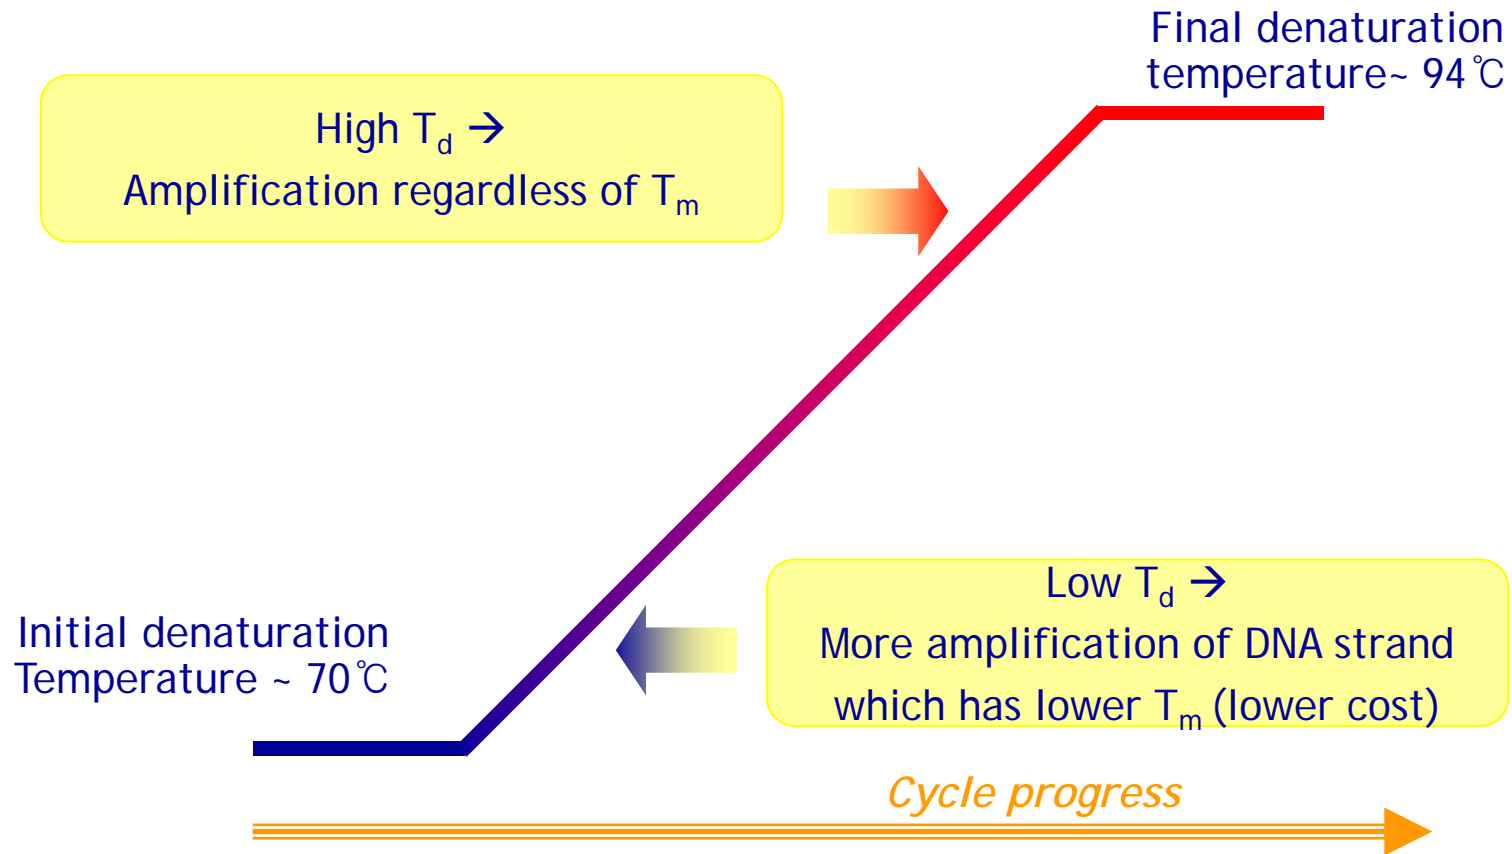 Final denaturation
temperature~ 94℃
High Td →
Amplification regardless of Tm
Low Td →
More amplification of DNA strand
which has lower Tm (lower cost)
Initial denaturation
Temperature ~ 70℃
Cycle progress